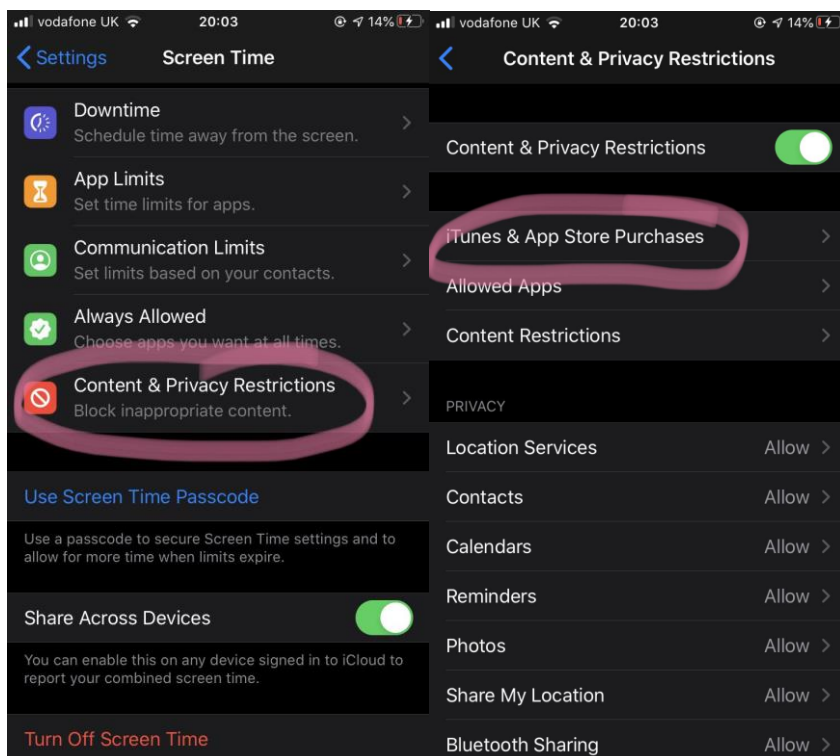 vodafone UK 20:03 14%
Settings Screen Time
Downtime
Schedule time away from the screen.
App Limits
Set time limits for apps.
Communication Limits
Set limits based on your contacts.
Always Allowed
Choose apps you want at all times.
Content & Privacy Restrictions
Block inappropriate content.
Use Screen Time Passcode
Use a passcode to secure Screen Time settings and to
allow for more time when limits expire.
Share Across Devices
You can enable this on any device signed in to iCloud to
report your combined screen time.
Turn Off Screen Time
vodafone UK 20:03 14%
Content & Privacy Restrictions
Content & Privacy Restrictions
iTunes & App Store Purchases
Allowed Apps
Content Restrictions
PRIVACY
Location Services Allow
Contacts Allow
Calendars Allow
Reminders Allow
Photos Allow
Share My Location Allow
Bluetooth Sharing Allow